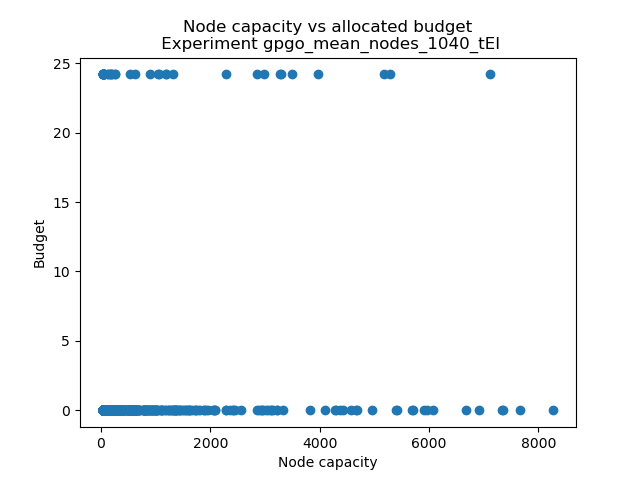 Node capacity vs allocated budget
Experiment gpgo_mean_nodes_1040_tEI
25
20
15
10
5
0
Budget
0 2000 4000 6000 8000
Node capacity